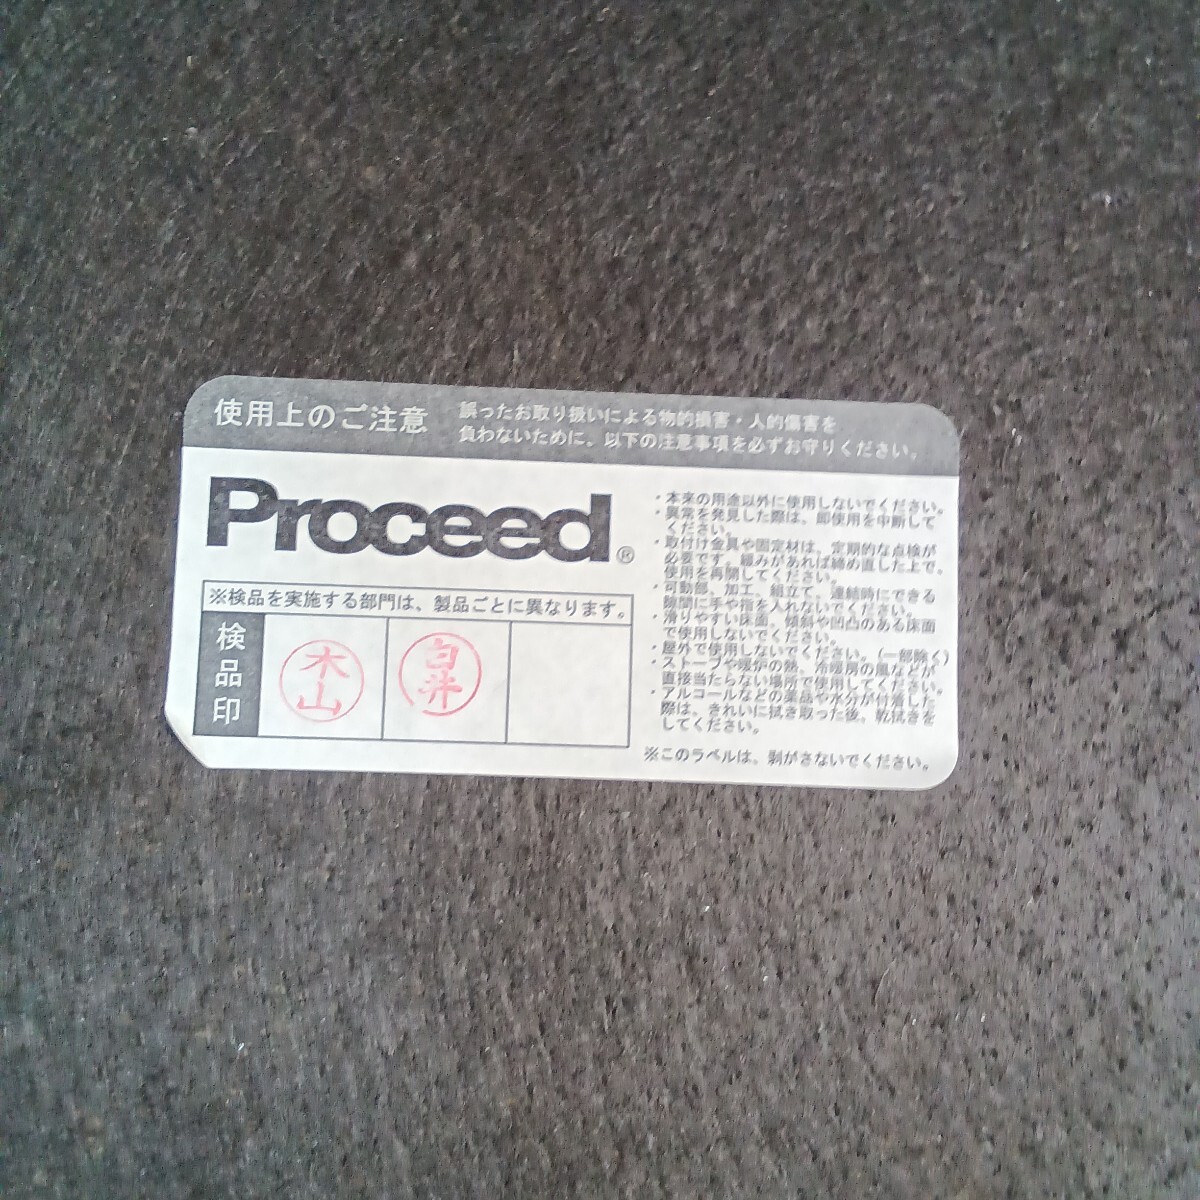 使用上のご注意
誤ったお取り扱いによる物的損害・人的傷害を
負わないために、以下の注意事項を必ずお守りください。
Proceed®
※検品を実施する部門は、製品ごとに異なります。
検品印
木山
白井
・本来の用途以外に使用しないでください。
・異常を発見した際は、即使用を中断して
ください。
・取付け金具や固定材は、定期的な点検が
必要です。緩みがあれば締め直した上で、
使用を再開してください。
・可動部、加工、組立て、連結時にできる
隙間に手や指を入れないでください。
・滑りやすい床面、傾斜や凹凸のある床面
で使用しないでください。
・屋外で使用しないでください。(一部除く)
・ストーブや暖炉の熱、冷暖房の風などが
直接当たらない場所で使用してください。
・アルコールなどの薬品や水分が付着した
際は、きれいに拭き取った後、乾拭きを
してください。
※このラベルは、剥がさないでください。